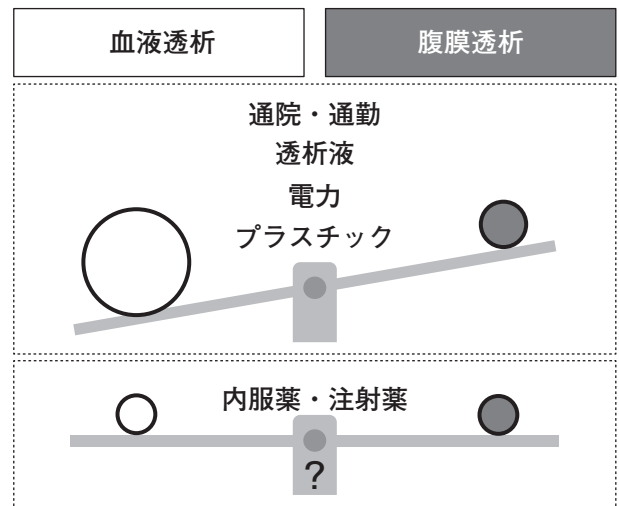 血液透析
腹膜透析
通院・通勤
透析液
電力
プラスチック
内服薬・注射薬
?